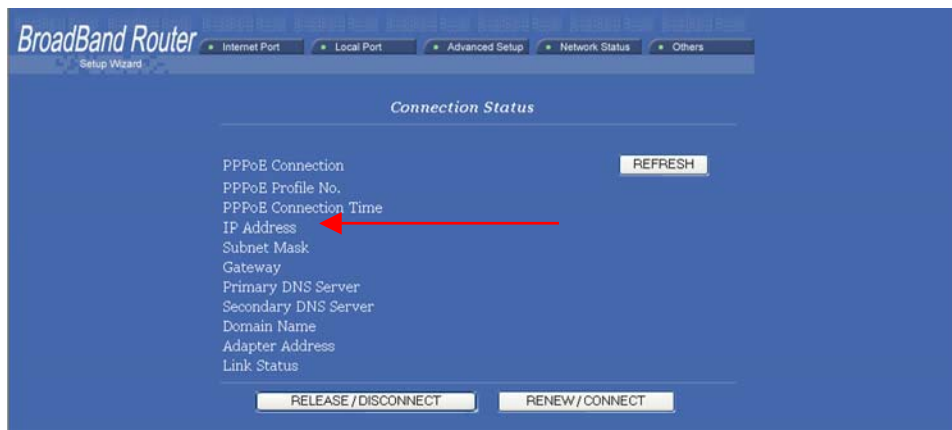 BroadBand Router
Setup Wizard
Internet Port
Local Port
Advanced Setup
Network Status
Others
Connection Status
PPPoE Connection
REFRESH
PPPoE Profile No.
PPPoE Connection Time
IP Address
Subnet Mask
Gateway
Primary DNS Server
Secondary DNS Server
Domain Name
Adapter Address
Link Status
RELEASE/DISCONNECT
RENEW/CONNECT